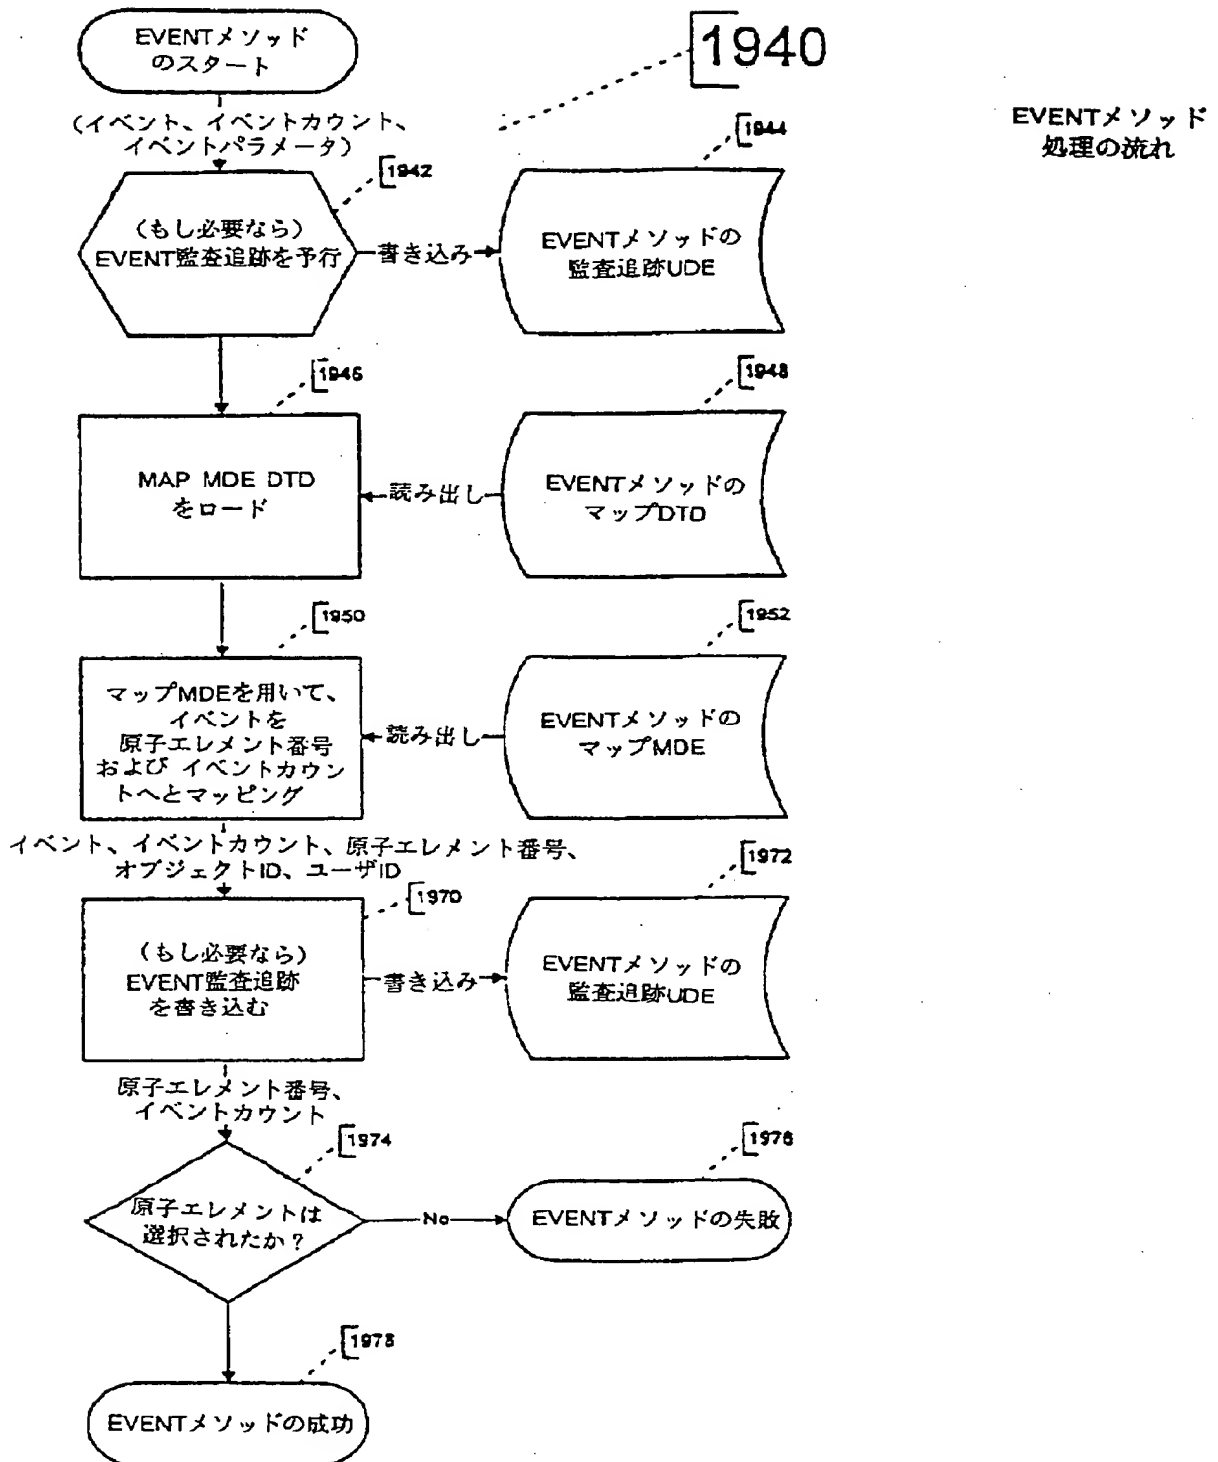 EVENTメソッド
のスタート
1940
EVENTメソッド
処理の流れ
(イベント、イベントカウント、
イベントパラメータ)
1942
1944
(もし必要なら)
EVENT監査追跡を予行
書き込み
EVENTメソッドの
監査追跡UDE
1946
1948
MAP MDE DTD
をロード
読み出し
EVENTメソッドの
マップDTD
1950
1952
マップMDEを用いて、
イベントを
原子エレメント番号
および イベントカウン
トへとマッピング
読み出し
EVENTメソッドの
マップMDE
イベント、イベントカウント、原子エレメント番号、
オブジェクトID、ユーザID
1970
1972
(もし必要なら)
EVENT監査追跡
を書き込む
書き込み
EVENTメソッドの
監査追跡UDE
原子エレメント番号、
イベントカウント
1974
1976
原子エレメントは
選択されたか?
No
EVENTメソッドの失敗
1978
EVENTメソッドの成功